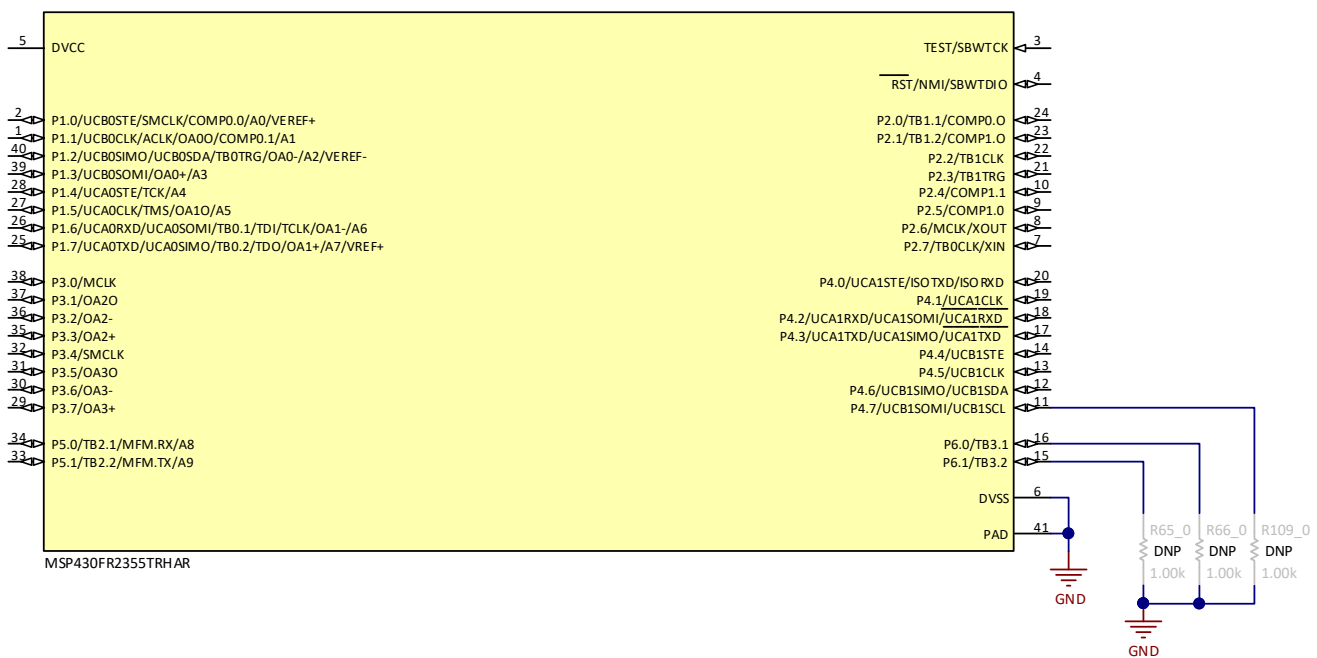 5 DVCC
TEST/SBWTCK 3
RST/NMI/SBWTDIO 4
2 P1.0/UCB0STE/SMCLK/COMP0.0/A0/VEREF+
1 P1.1/UCB0CLK/ACLK/OA0O/COMP0.1/A1
40 P1.2/UCB0SIMO/UCB0SDA/TB0TRG/OA0-/A2/VEREF-
39 P1.3/UCB0SOMI/OA0+/A3
28 P1.4/UCA0STE/TCK/A4
27 P1.5/UCA0CLK/TMS/OA1O/A5
26 P1.6/UCA0RXD/UCA0SOMI/TB0.1/TDI/TCLK/OA1-/A6
25 P1.7/UCA0TXD/UCA0SIMO/TB0.2/TDO/OA1+/A7/VREF+
P2.0/TB1.1/COMP0.O 24
P2.1/TB1.2/COMP1.O 23
P2.2/TB1CLK 22
P2.3/TB1TRG 21
P2.4/COMP1.1 10
P2.5/COMP1.0 9
P2.6/MCLK/XOUT 8
P2.7/TB0CLK/XIN 7
38 P3.0/MCLK
37 P3.1/OA2O
36 P3.2/OA2-
35 P3.3/OA2+
32 P3.4/SMCLK
31 P3.5/OA3O
30 P3.6/OA3-
29 P3.7/OA3+
P4.0/UCA1STE/ISOTXD/ISORXD 20
P4.1/UCA1CLK 19
P4.2/UCA1RXD/UCA1SOMI/UCA1RXD 18
P4.3/UCA1TXD/UCA1SIMO/UCA1TXD 17
P4.4/UCB1STE 14
P4.5/UCB1CLK 13
P4.6/UCB1SIMO/UCB1SDA 12
P4.7/UCB1SOMI/UCB1SCL 11
34 P5.0/TB2.1/MFM.RX/A8
33 P5.1/TB2.2/MFM.TX/A9
P6.0/TB3.1 16
P6.1/TB3.2 15
DVSS 6
PAD 41
MSP430FR2355TRHAR
GND
R65_0 R66_0 R109_0
DNP DNP DNP
1.00k 1.00k 1.00k
GND